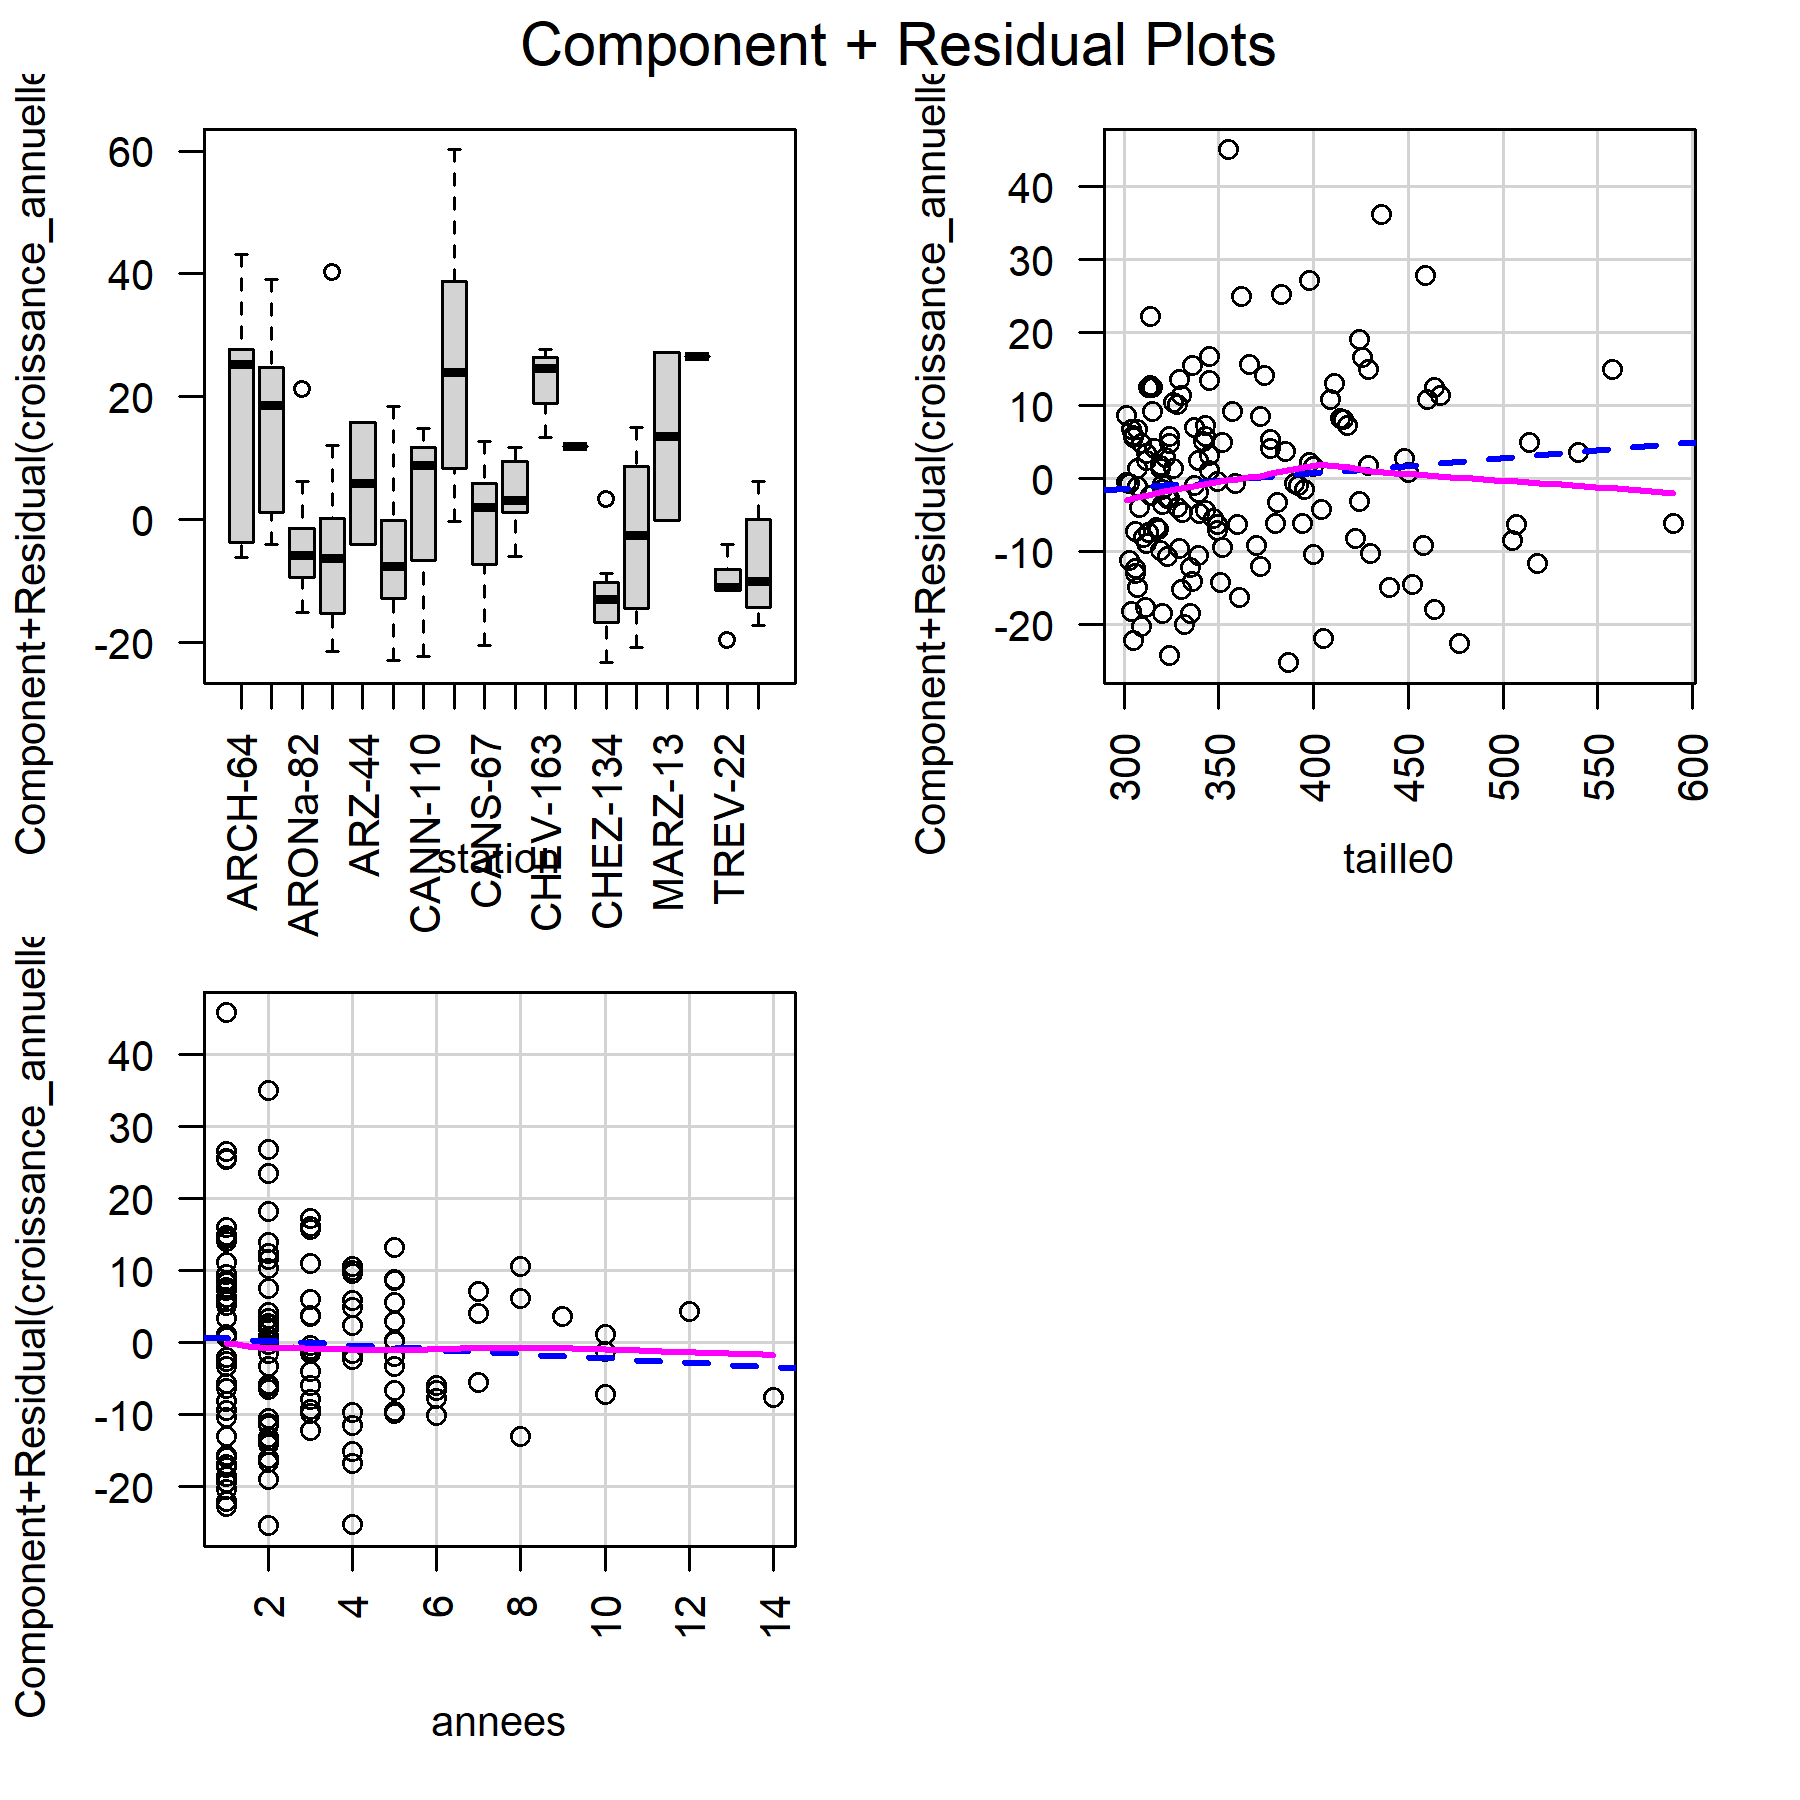 Component + Residual Plots
Component+Residual(croissance_annuelle
60
40
20
0
-20
ARCH-64
ARONa-82
ARZ-44
CANN-110
CANS-67
CHEV-163
CHEZ-134
MARZ-13
TREV-22
station
Component+Residual(croissance_annuelle
40
30
20
10
0
-10
-20
300
350
400
450
500
550
600
taille0
Component+Residual(croissance_annuelle
40
30
20
10
0
-10
-20
2
4
6
8
10
12
14
annees